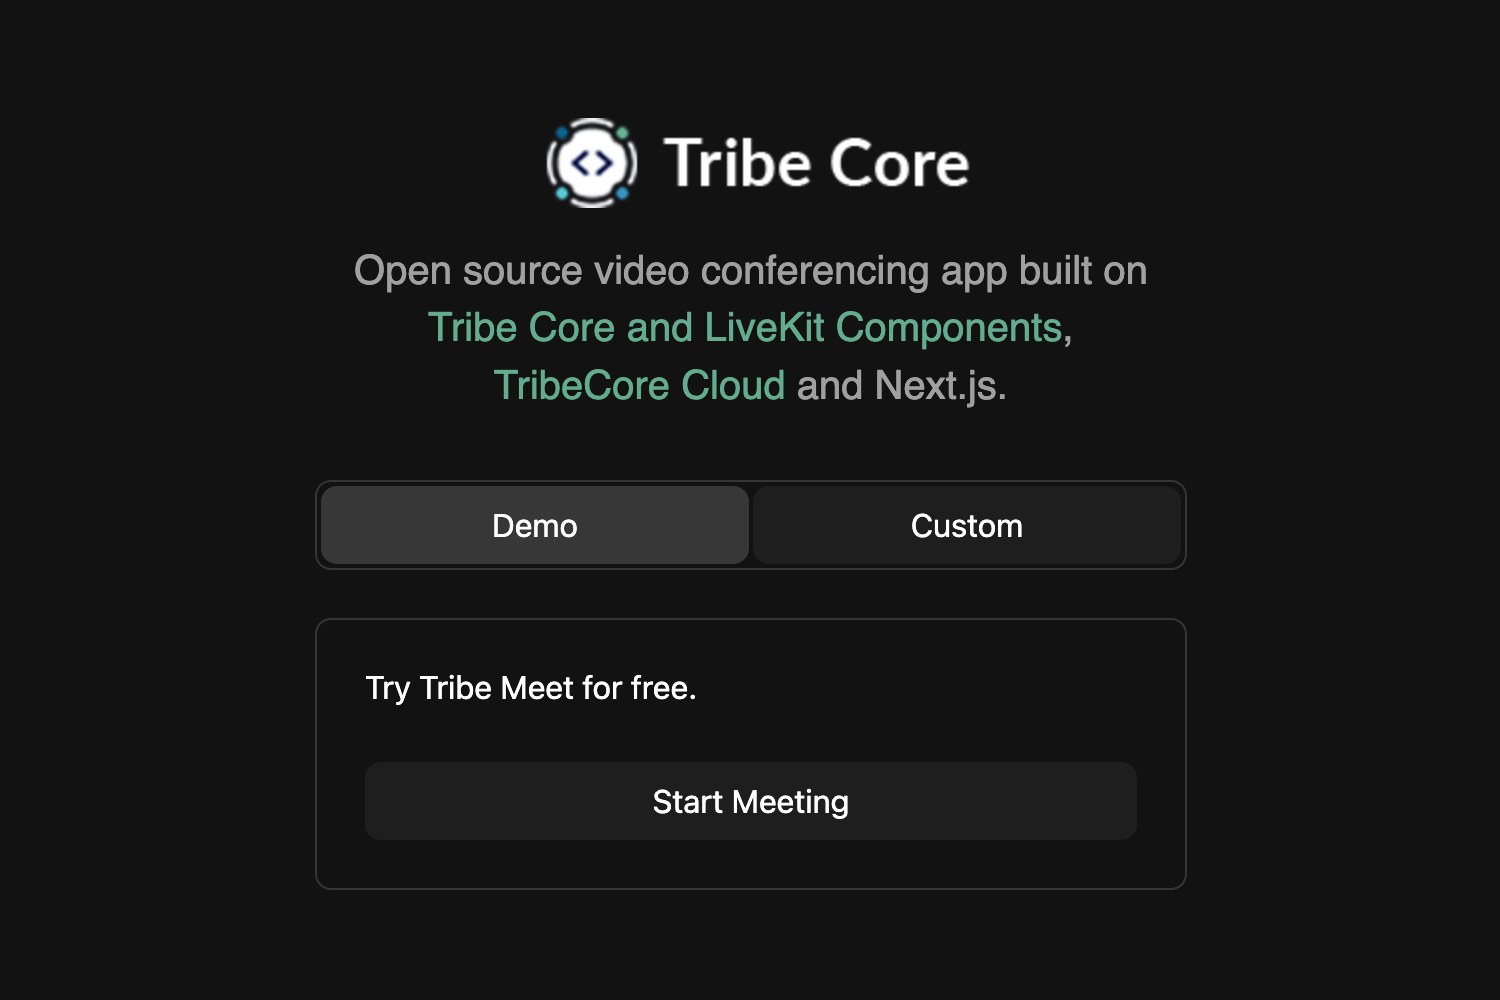 Tribe Core
Open source video conferencing app built on
Tribe Core and LiveKit Components,
TribeCore Cloud and Next.js.
Demo
Custom
Try Tribe Meet for free.
Start Meeting